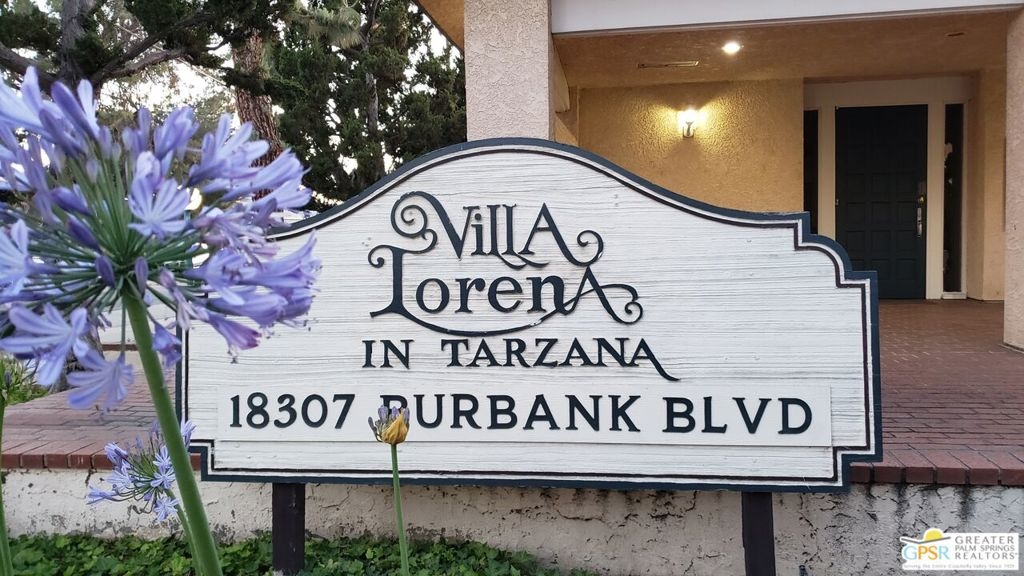 Villa
Lorena
IN TARZANA
18307 BURBANK BLVD
GPSR
GREATER
PALM SPRINGS
REALTORS®